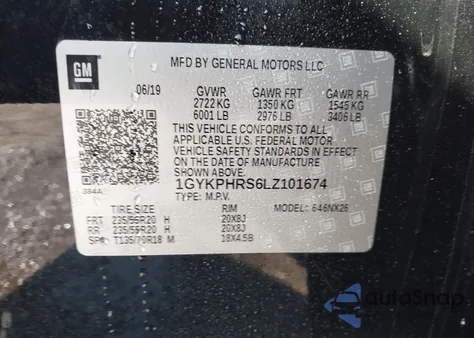 GM
MFD BY GENERAL MOTORS LLC
06/19 GVWR GAWR FRT GAWR RR
2722 KG 1350 KG 1545 KG
6001 LB 2976 LB 3406 LB
THIS VEHICLE CONFORMS TO ALL
APPLICABLE U.S. FEDERAL MOTOR
VEHICLE SAFETY STANDARDS IN EFFECT
ON THE DATE OF MANUFACTURE
SHOWN ABOVE.
384A 1GYKPHRS6LZ101674
TYPE: M.P.V. MODEL: 6NX26
TIRE SIZE RIM
FRT 235/55R20 H 20X8J
RR 235/55R20 H 20X8J
SPA T135/70R18 M 18X4.5B
autoSnap